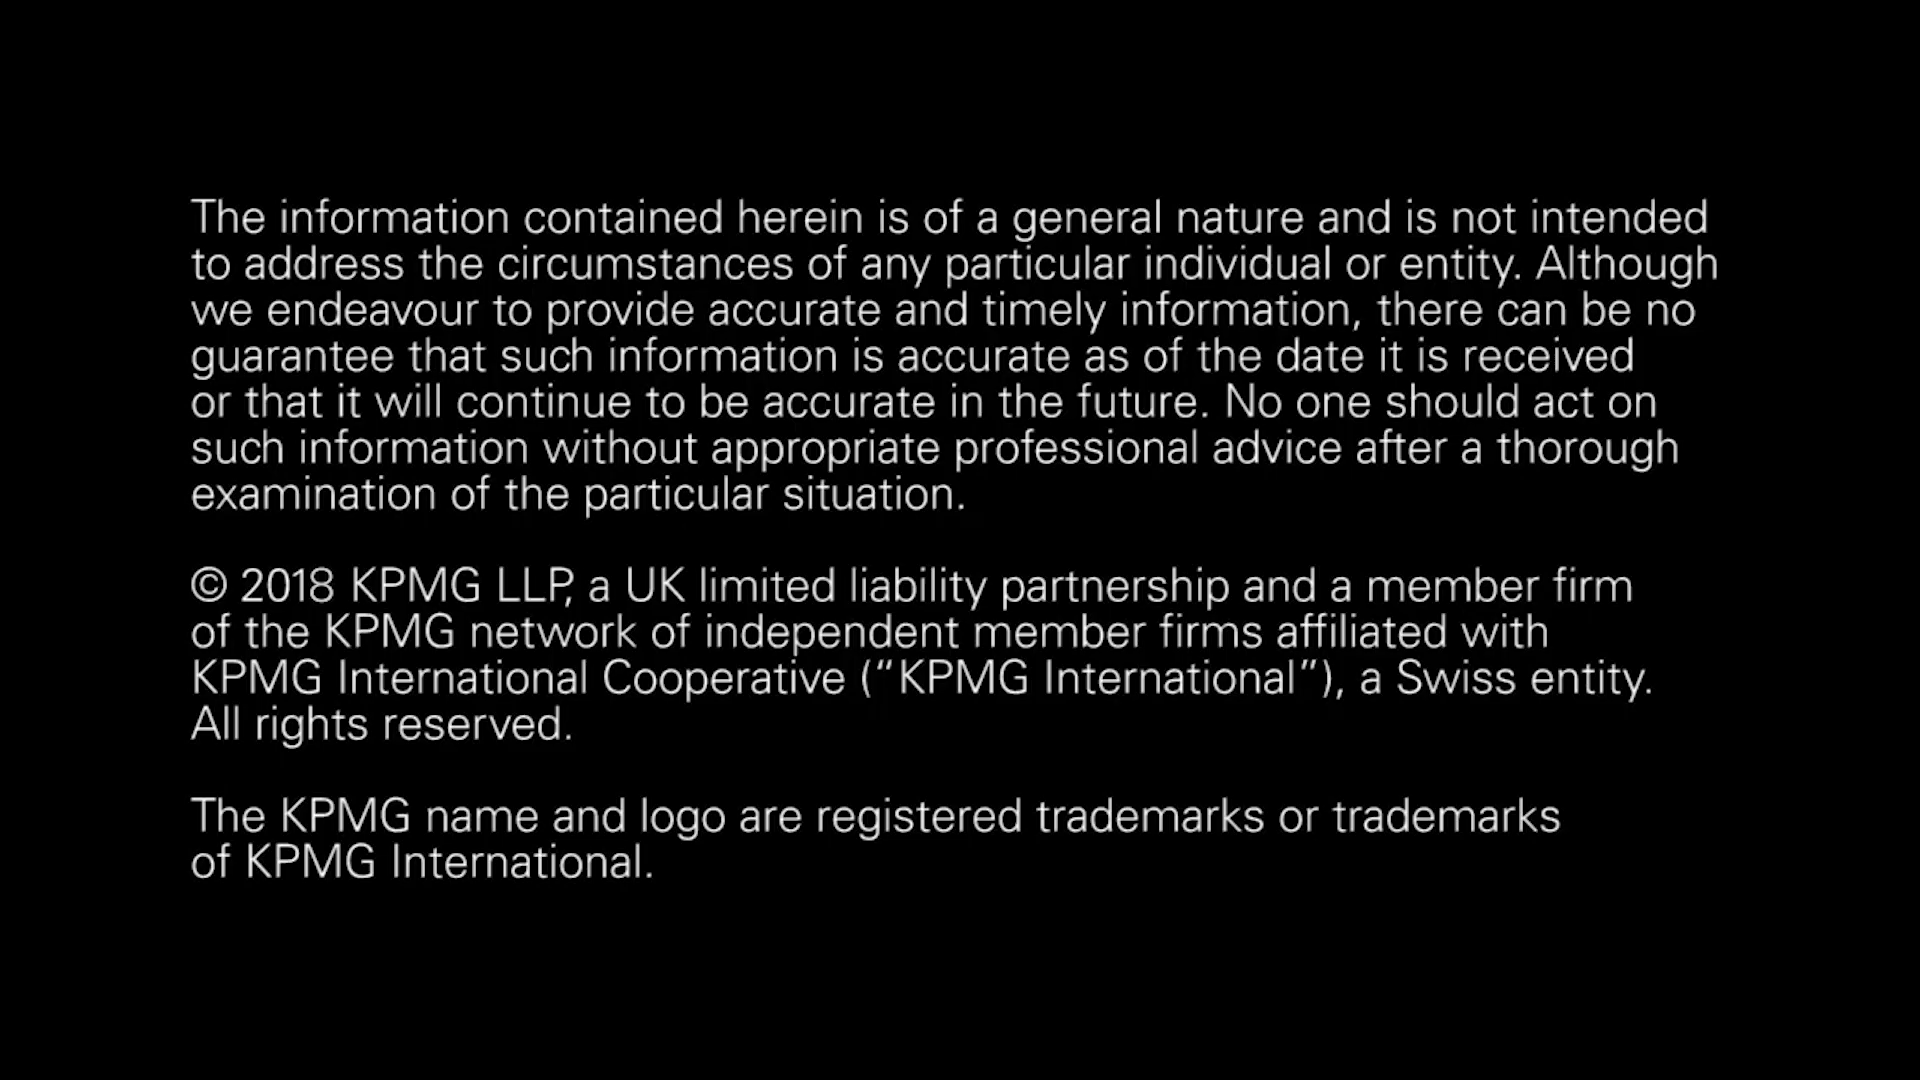 The information contained herein is of a general nature and is not intended
to address the circumstances of any particular individual or entity. Although
we endeavour to provide accurate and timely information, there can be no
guarantee that such information is accurate as of the date it is received
or that it will continue to be accurate in the future. No one should act on
such information without appropriate professional advice after a thorough
examination of the particular situation.
© 2018 KPMG LLP, a UK limited liability partnership and a member firm
of the KPMG network of independent member firms affiliated with
KPMG International Cooperative (“KPMG International”), a Swiss entity.
All rights reserved.
The KPMG name and logo are registered trademarks or trademarks
of KPMG International.